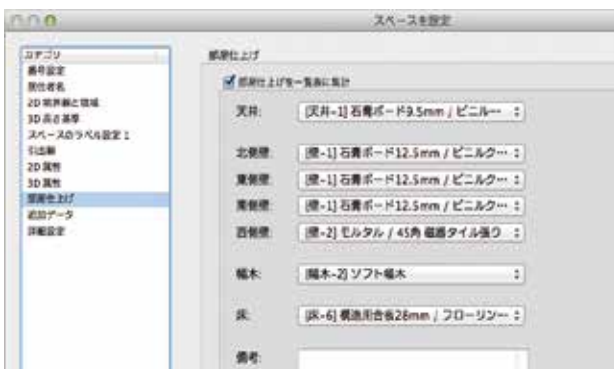 スペースを設定
カテゴリ
番号設定
居住者名
2D 境界線と領域
3D 高さ基準
スペースのラベル設定 1
引出線
2D 属性
3D 属性
部屋仕上げ
追加データ
詳細設定
部屋仕上げ
部屋仕上げを一覧表に集計
天井: [天井-1] 石膏ボード9.5mm / ビニル…
北側壁: [壁-1] 石膏ボード12.5mm / ビニルク…
東側壁: [壁-1] 石膏ボード12.5mm / ビニルク…
南側壁: [壁-1] 石膏ボード12.5mm / ビニルク…
西側壁: [壁-2] モルタル / 45角 磁器タイル張り
幅木: [幅木-2] ソフト幅木
床: [床-6] 構造用合板28mm / フローリン…
備考: